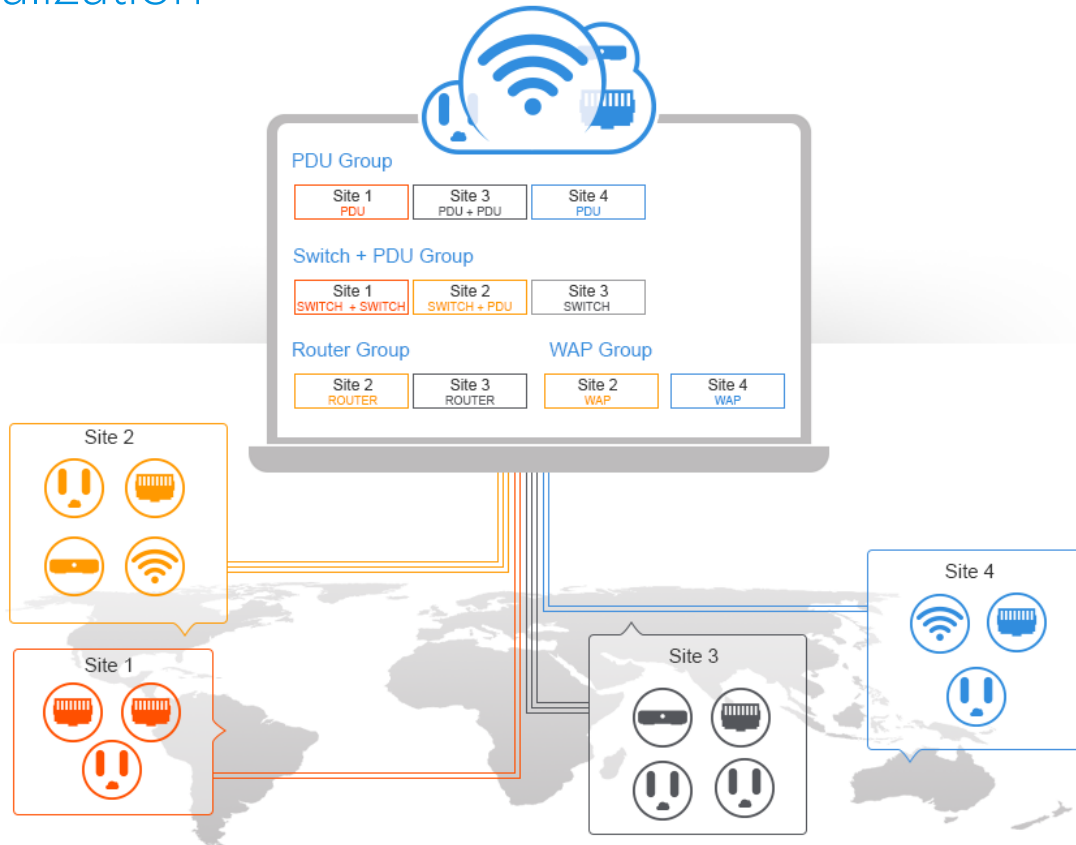 PDU Group
Site 1
PDU
Site 3
PDU + PDU
Site 4
PDU
Switch + PDU Group
Site 1
SWITCH + SWITCH
Site 2
SWITCH + PDU
Site 3
SWITCH
Router Group
Site 2
ROUTER
Site 3
ROUTER
WAP Group
Site 2
WAP
Site 4
WAP
Site 2
Site 4
Site 1
Site 3